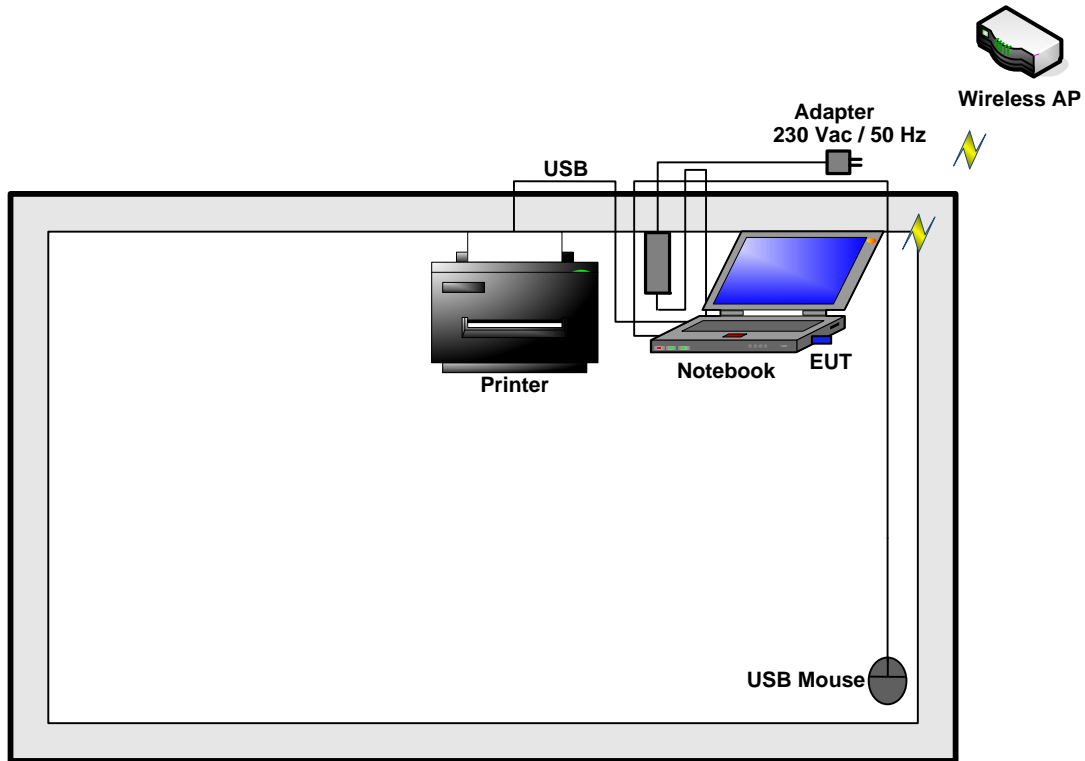 Wireless AP
Adapter
230 Vac / 50 Hz
USB
Printer
Notebook
EUT
USB Mouse